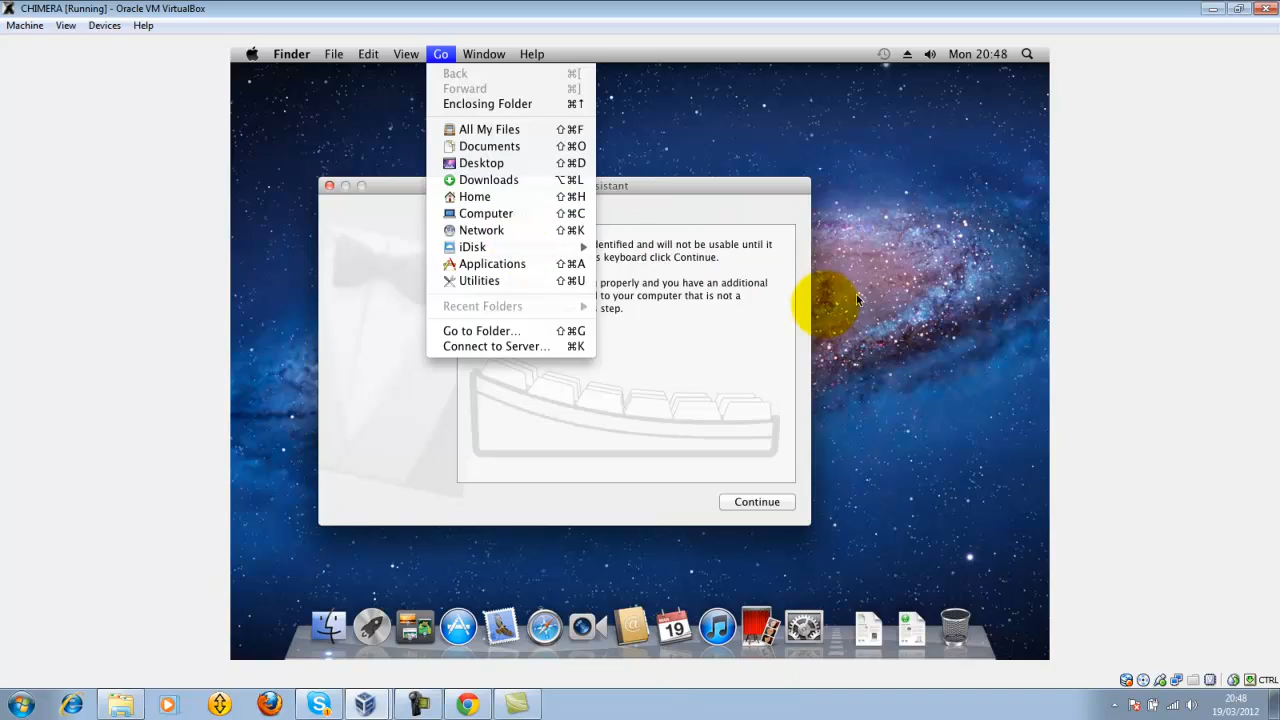 CHIMERA [Running] - Oracle VM VirtualBox
Machine View Devices Help
Finder File Edit View Go Window Help Mon 20:48
Back ⌘[
Forward ⌘]
Enclosing Folder ⌘↑
All My Files ⇧⌘F
Documents ⇧⌘O
Desktop ⇧⌘D
Downloads ⌥⌘L
Home ⇧⌘H
Computer ⇧⌘C
Network ⇧⌘K
iDisk
Applications ⇧⌘A
Utilities ⇧⌘U
Recent Folders
Go to Folder... ⇧⌘G
Connect to Server... ⌘K
sistant
lentified and will not be usable until it
s keyboard click Continue.
properly and you have an additional
d to your computer that is not a
s step.
Continue
19
CTRL
20:48
19/03/2012